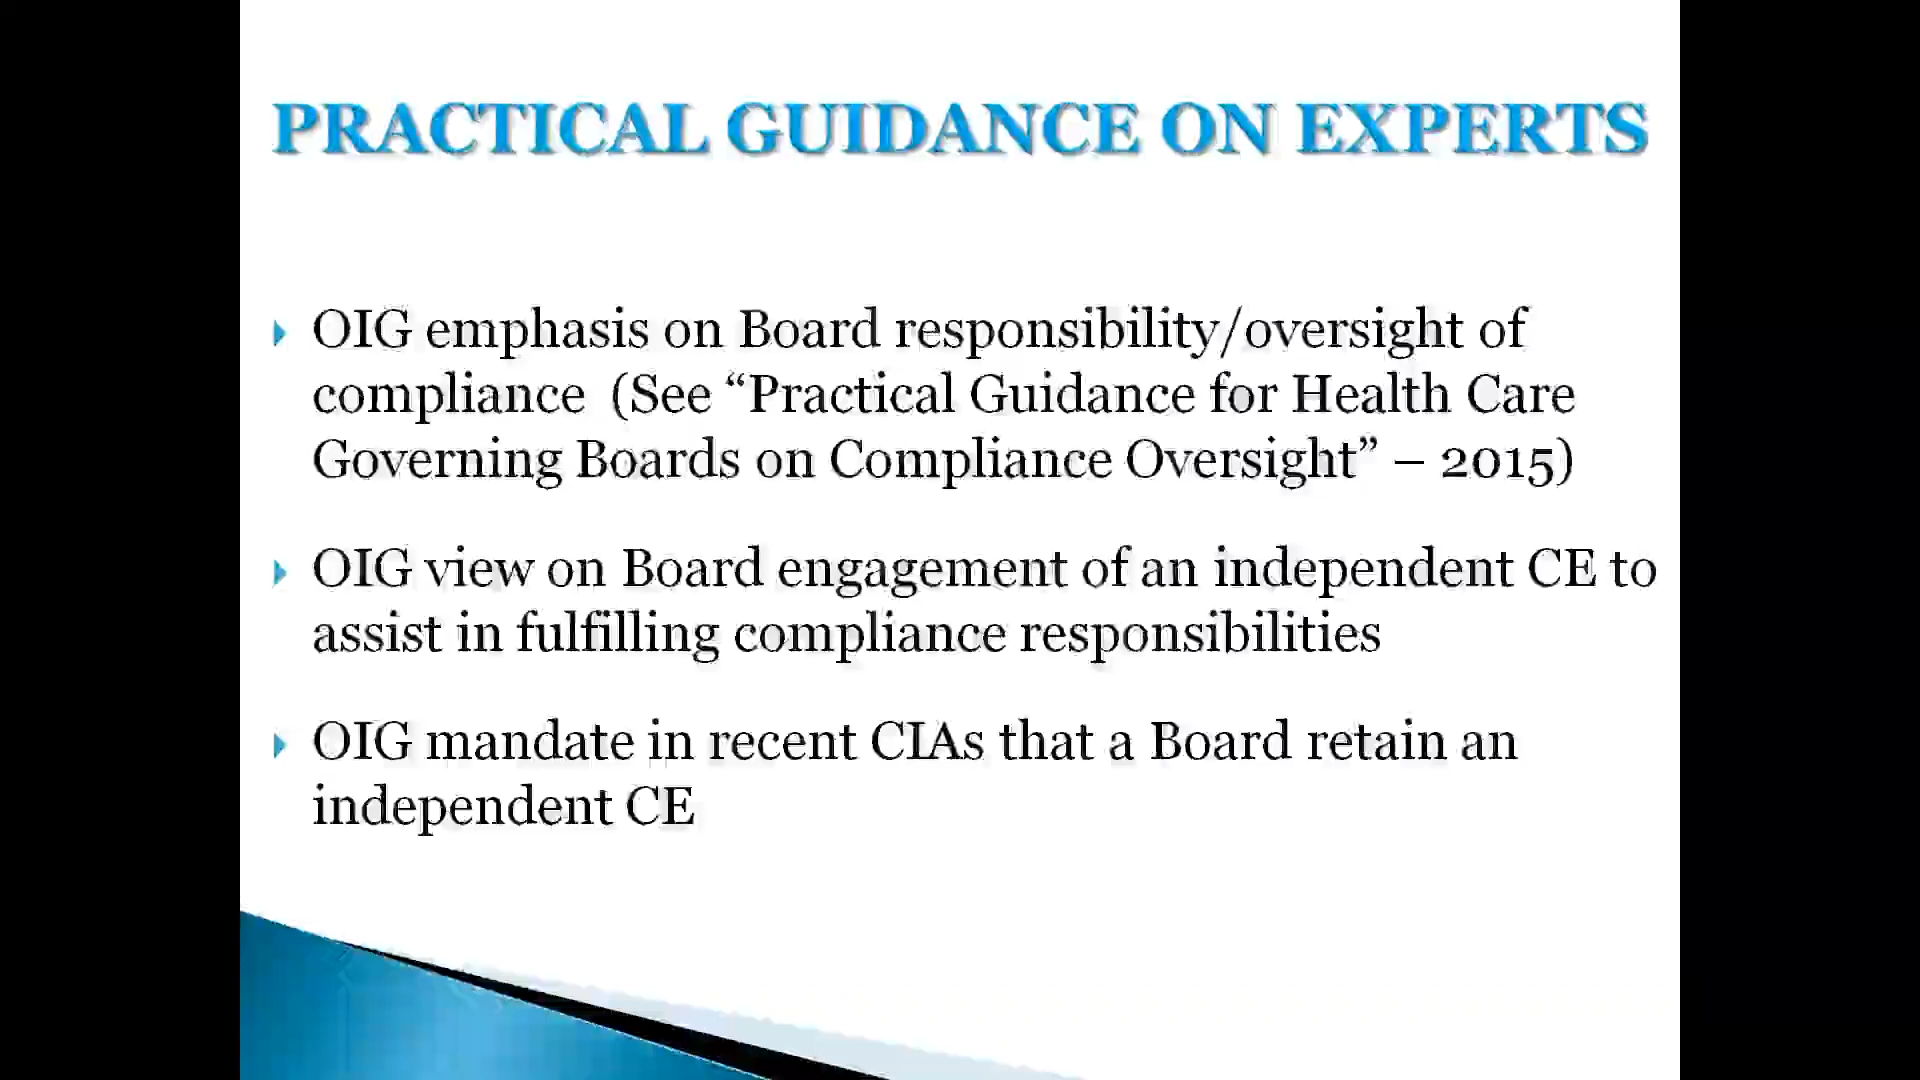 PRACTICAL GUIDANCE ON EXPERTS
OIG emphasis on Board responsibility/oversight of
compliance  (See “Practical Guidance for Health Care
Governing Boards on Compliance Oversight” – 2015)
OIG view on Board engagement of an independent CE to
assist in fulfilling compliance responsibilities
OIG mandate in recent CIAs that a Board retain an
independent CE